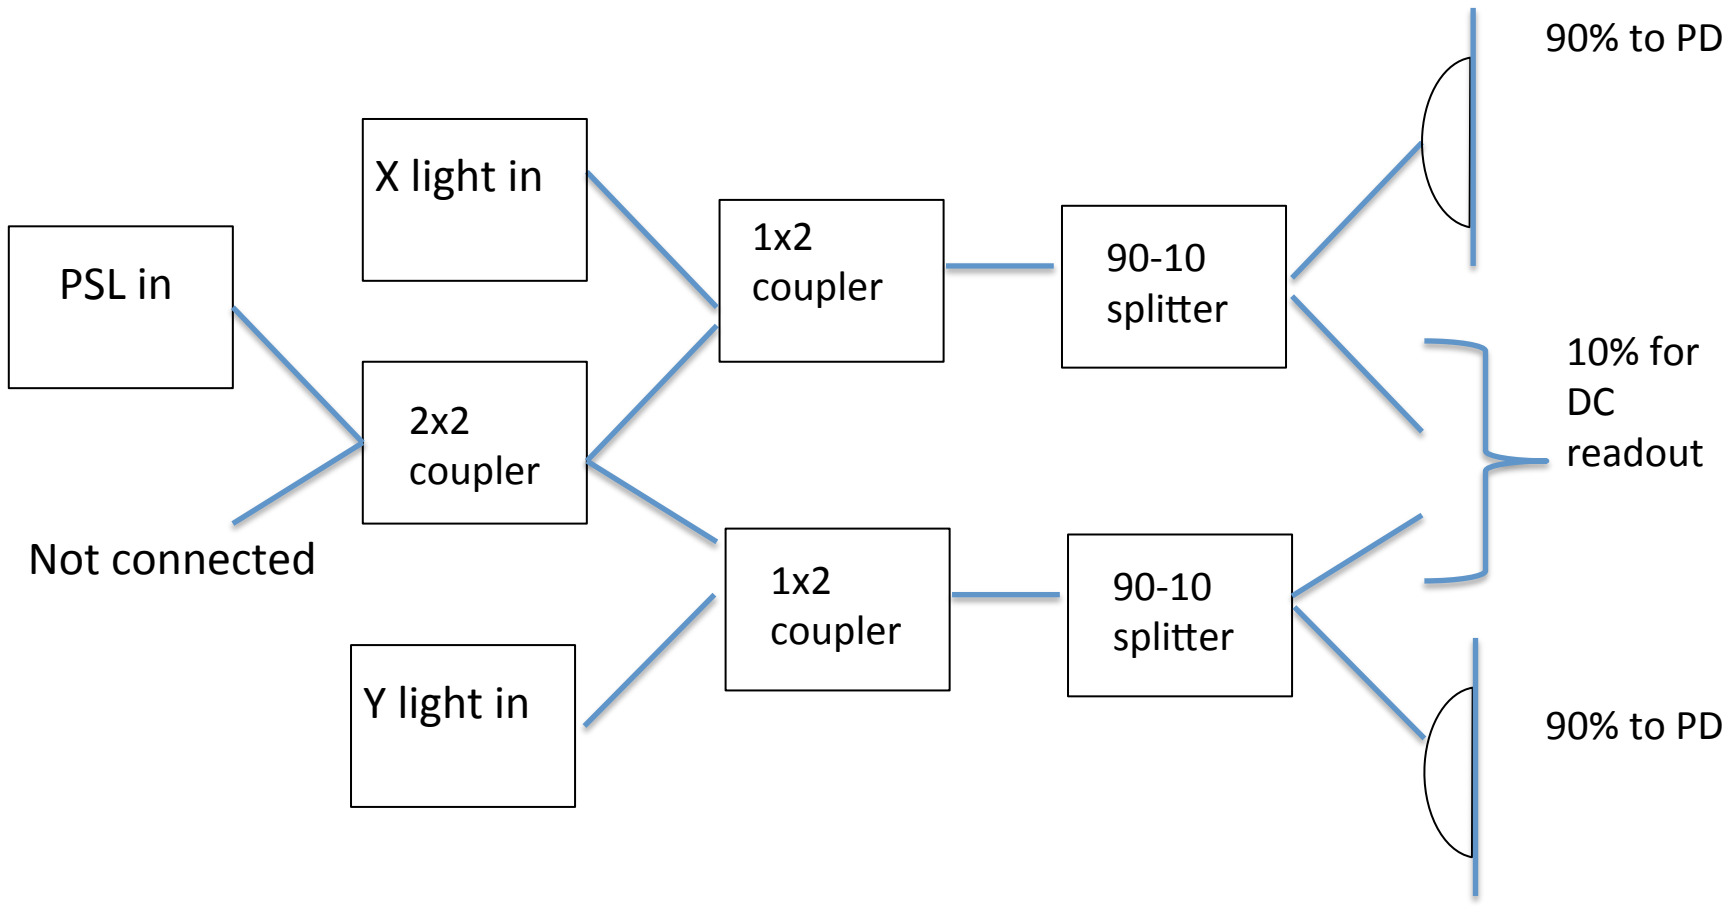 90% to PD
X light in
PSL in
1x2
coupler
90-10
splitter
10% for
DC
readout
2x2
coupler
Not connected
1x2
coupler
90-10
splitter
Y light in
90% to PD